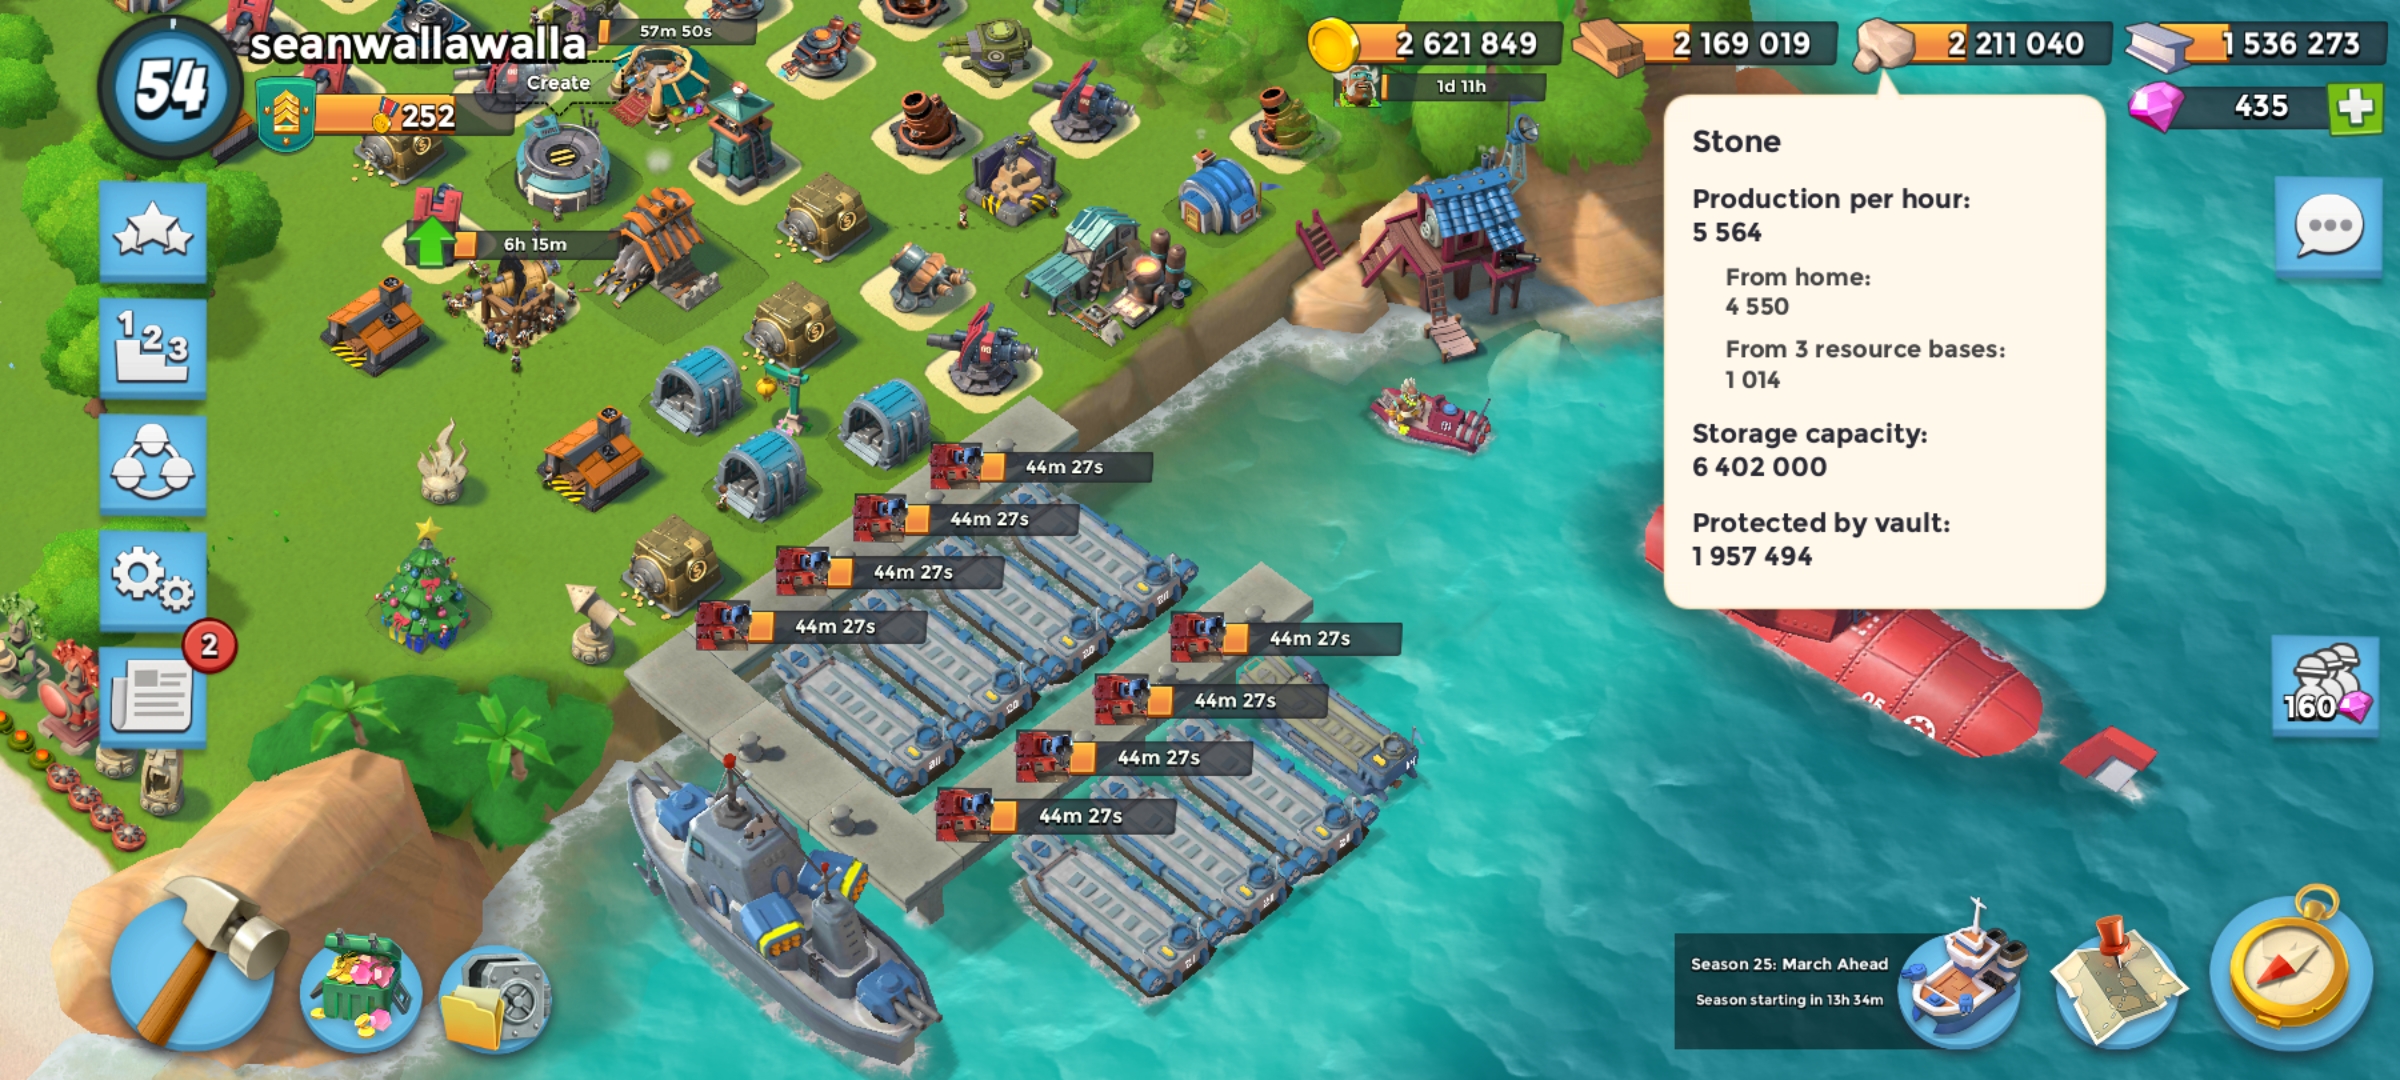 54
seanwallawalla
252
57m 50s
Create
6h 15m
2 621 849
2 169 019
2 211 040
1 536 273
1d 11h
435
Stone
Production per hour:
5 564
From home:
4 550
From 3 resource bases:
1 014
Storage capacity:
6 402 000
Protected by vault:
1 957 494
1 2 3
2
44m 27s
44m 27s
44m 27s
44m 27s
44m 27s
44m 27s
44m 27s
44m 27s
160
Season 25: March Ahead
Season starting in 13h 34m